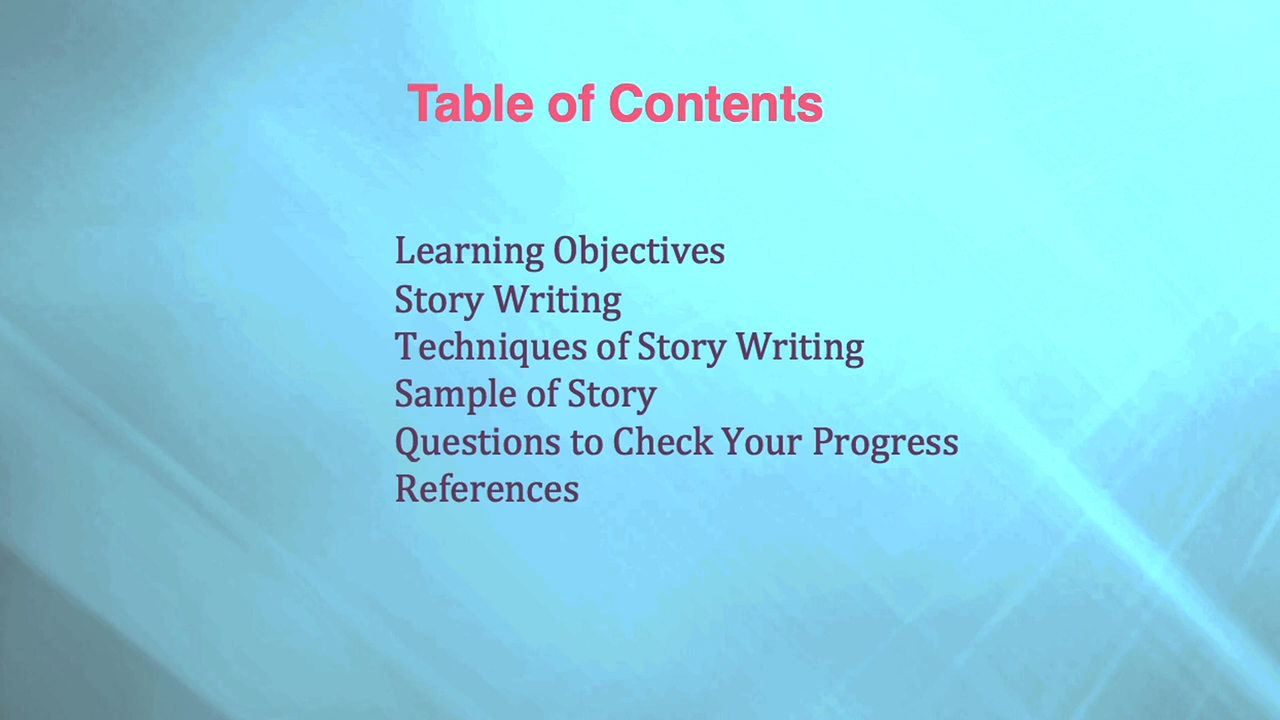 Table of Contents
Learning Objectives
Story Writing
Techniques of Story Writing
Sample of Story
Questions to Check Your Progress
References